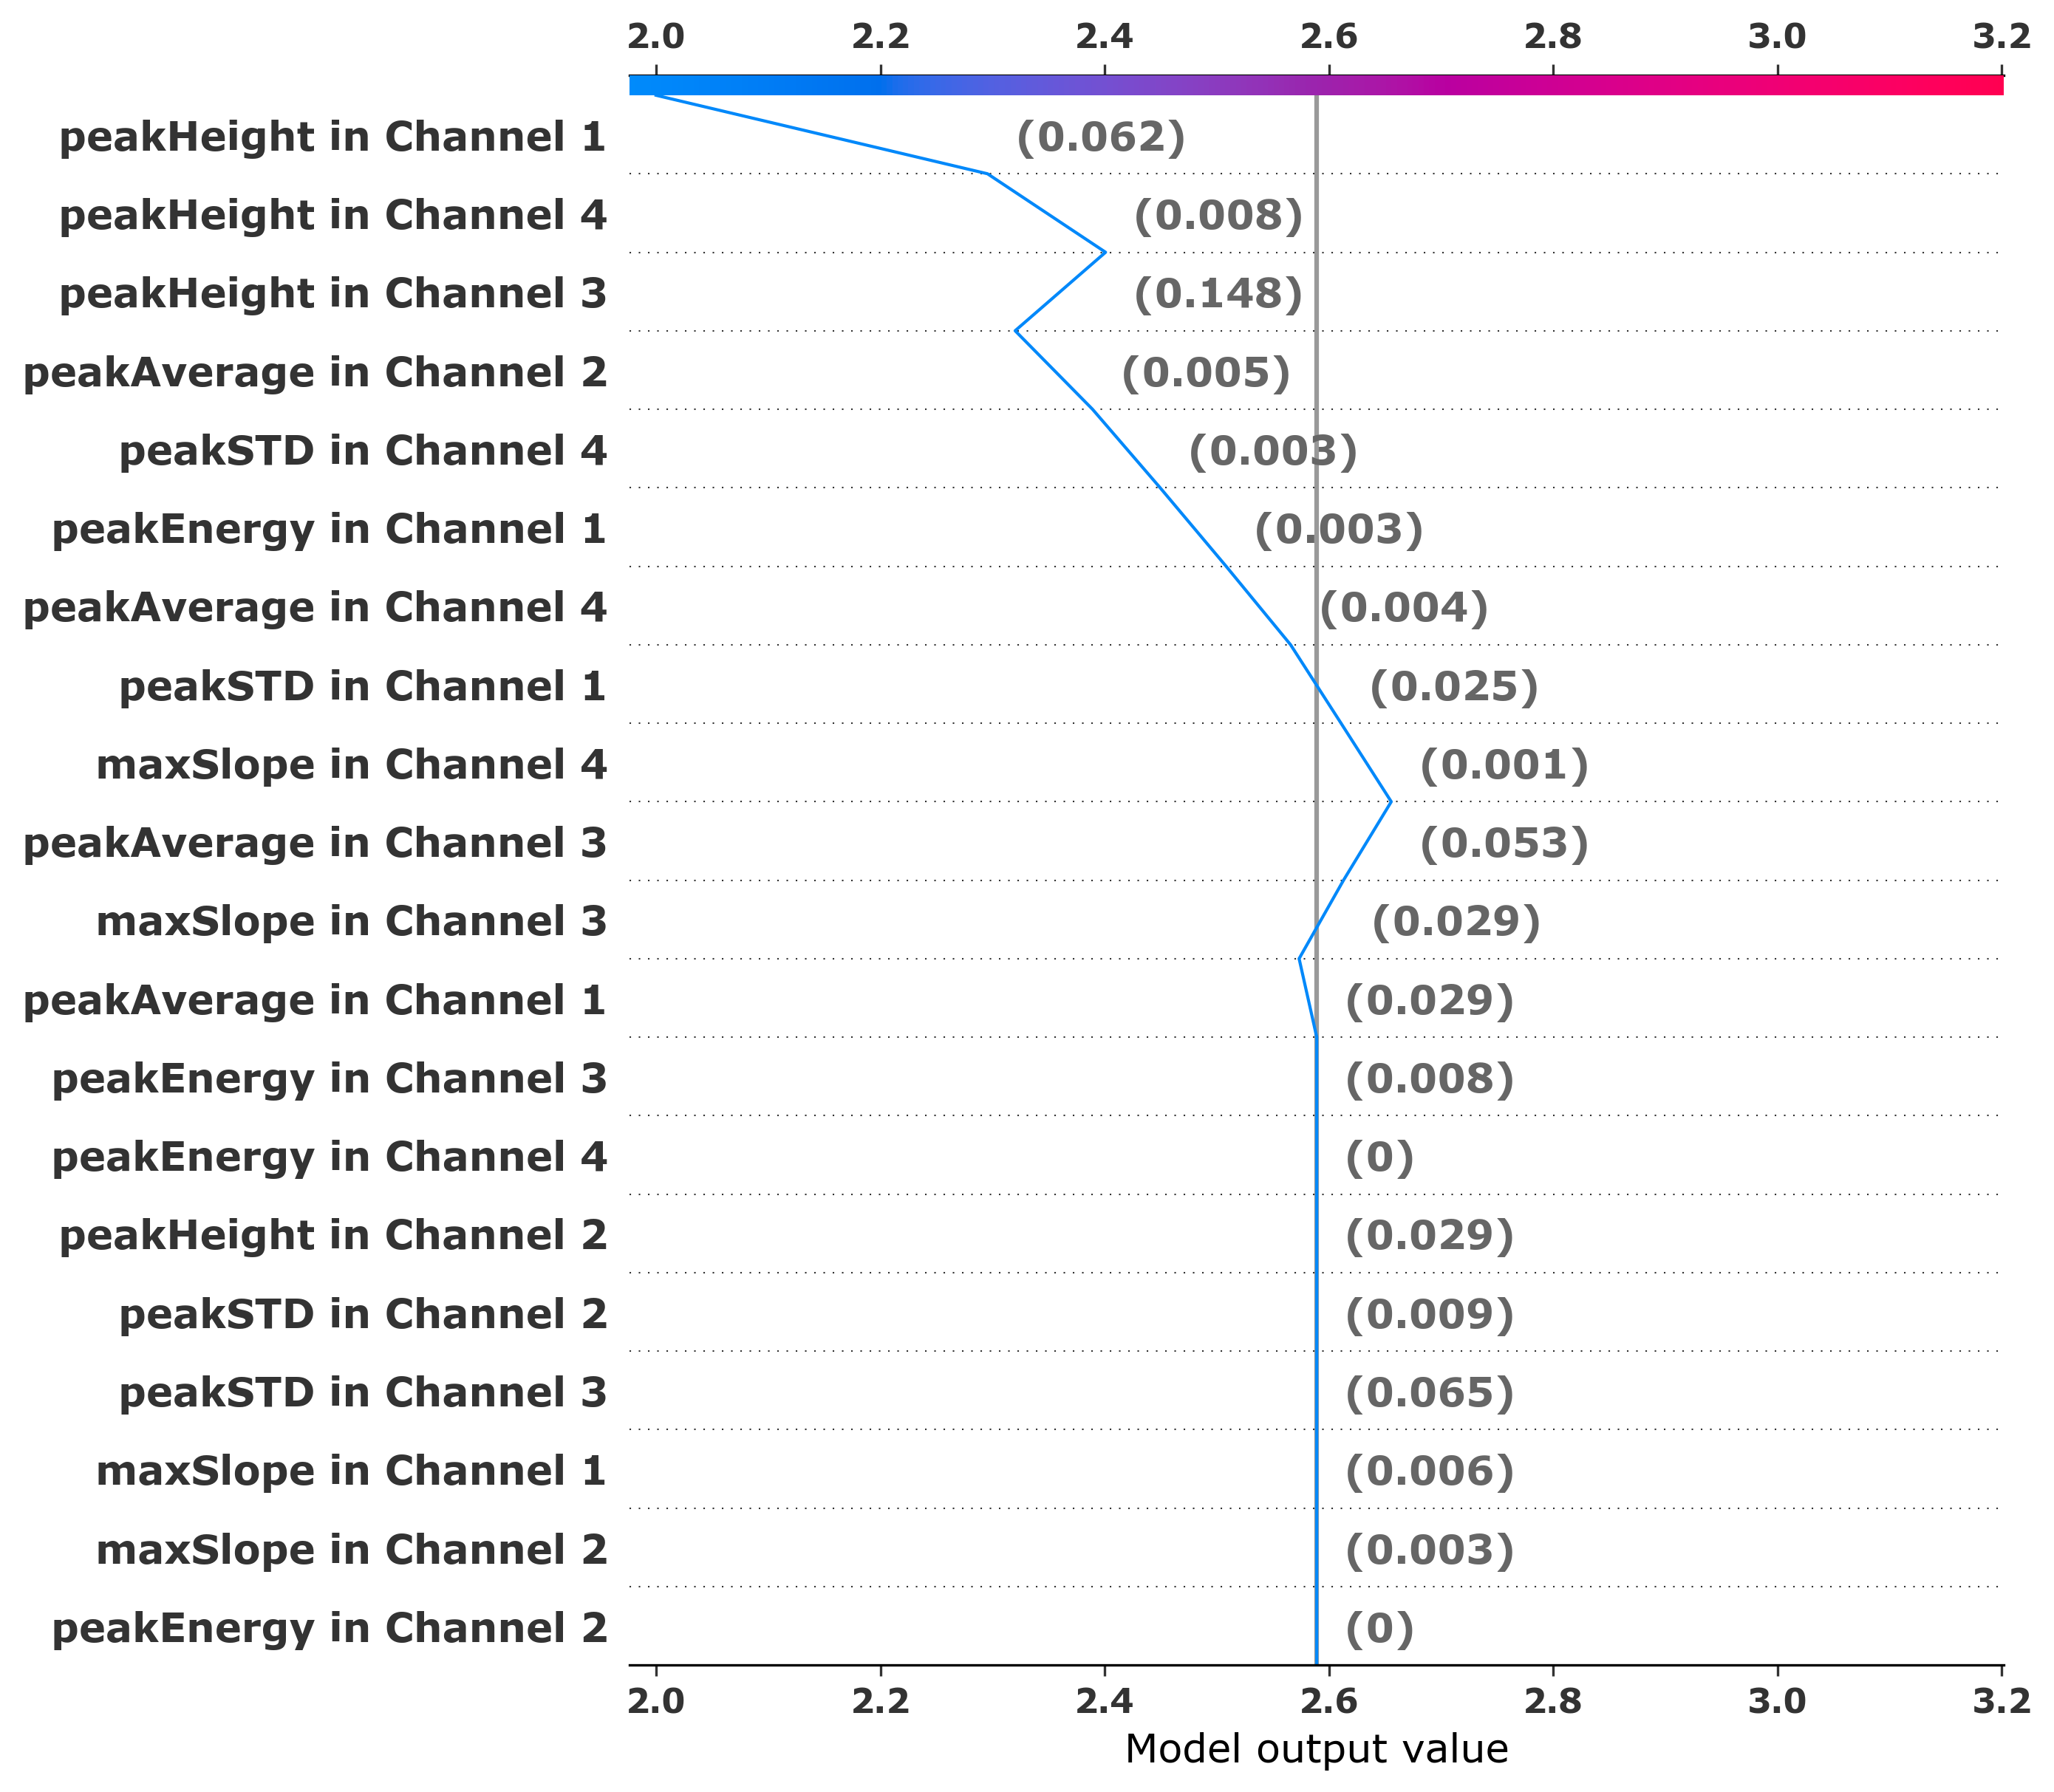 2.0 2.2 2.4 2.6 2.8 3.0 3.2
peakHeight in Channel 1 (0.062)
peakHeight in Channel 4 (0.008)
peakHeight in Channel 3 (0.148)
peakAverage in Channel 2 (0.005)
peakSTD in Channel 4 (0.003)
peakEnergy in Channel 1 (0.003)
peakAverage in Channel 4 (0.004)
peakSTD in Channel 1 (0.025)
maxSlope in Channel 4 (0.001)
peakAverage in Channel 3 (0.053)
maxSlope in Channel 3 (0.029)
peakAverage in Channel 1 (0.029)
peakEnergy in Channel 3 (0.008)
peakEnergy in Channel 4 (0)
peakHeight in Channel 2 (0.029)
peakSTD in Channel 2 (0.009)
peakSTD in Channel 3 (0.065)
maxSlope in Channel 1 (0.006)
maxSlope in Channel 2 (0.003)
peakEnergy in Channel 2 (0)
2.0 2.2 2.4 2.6 2.8 3.0 3.2
Model output value